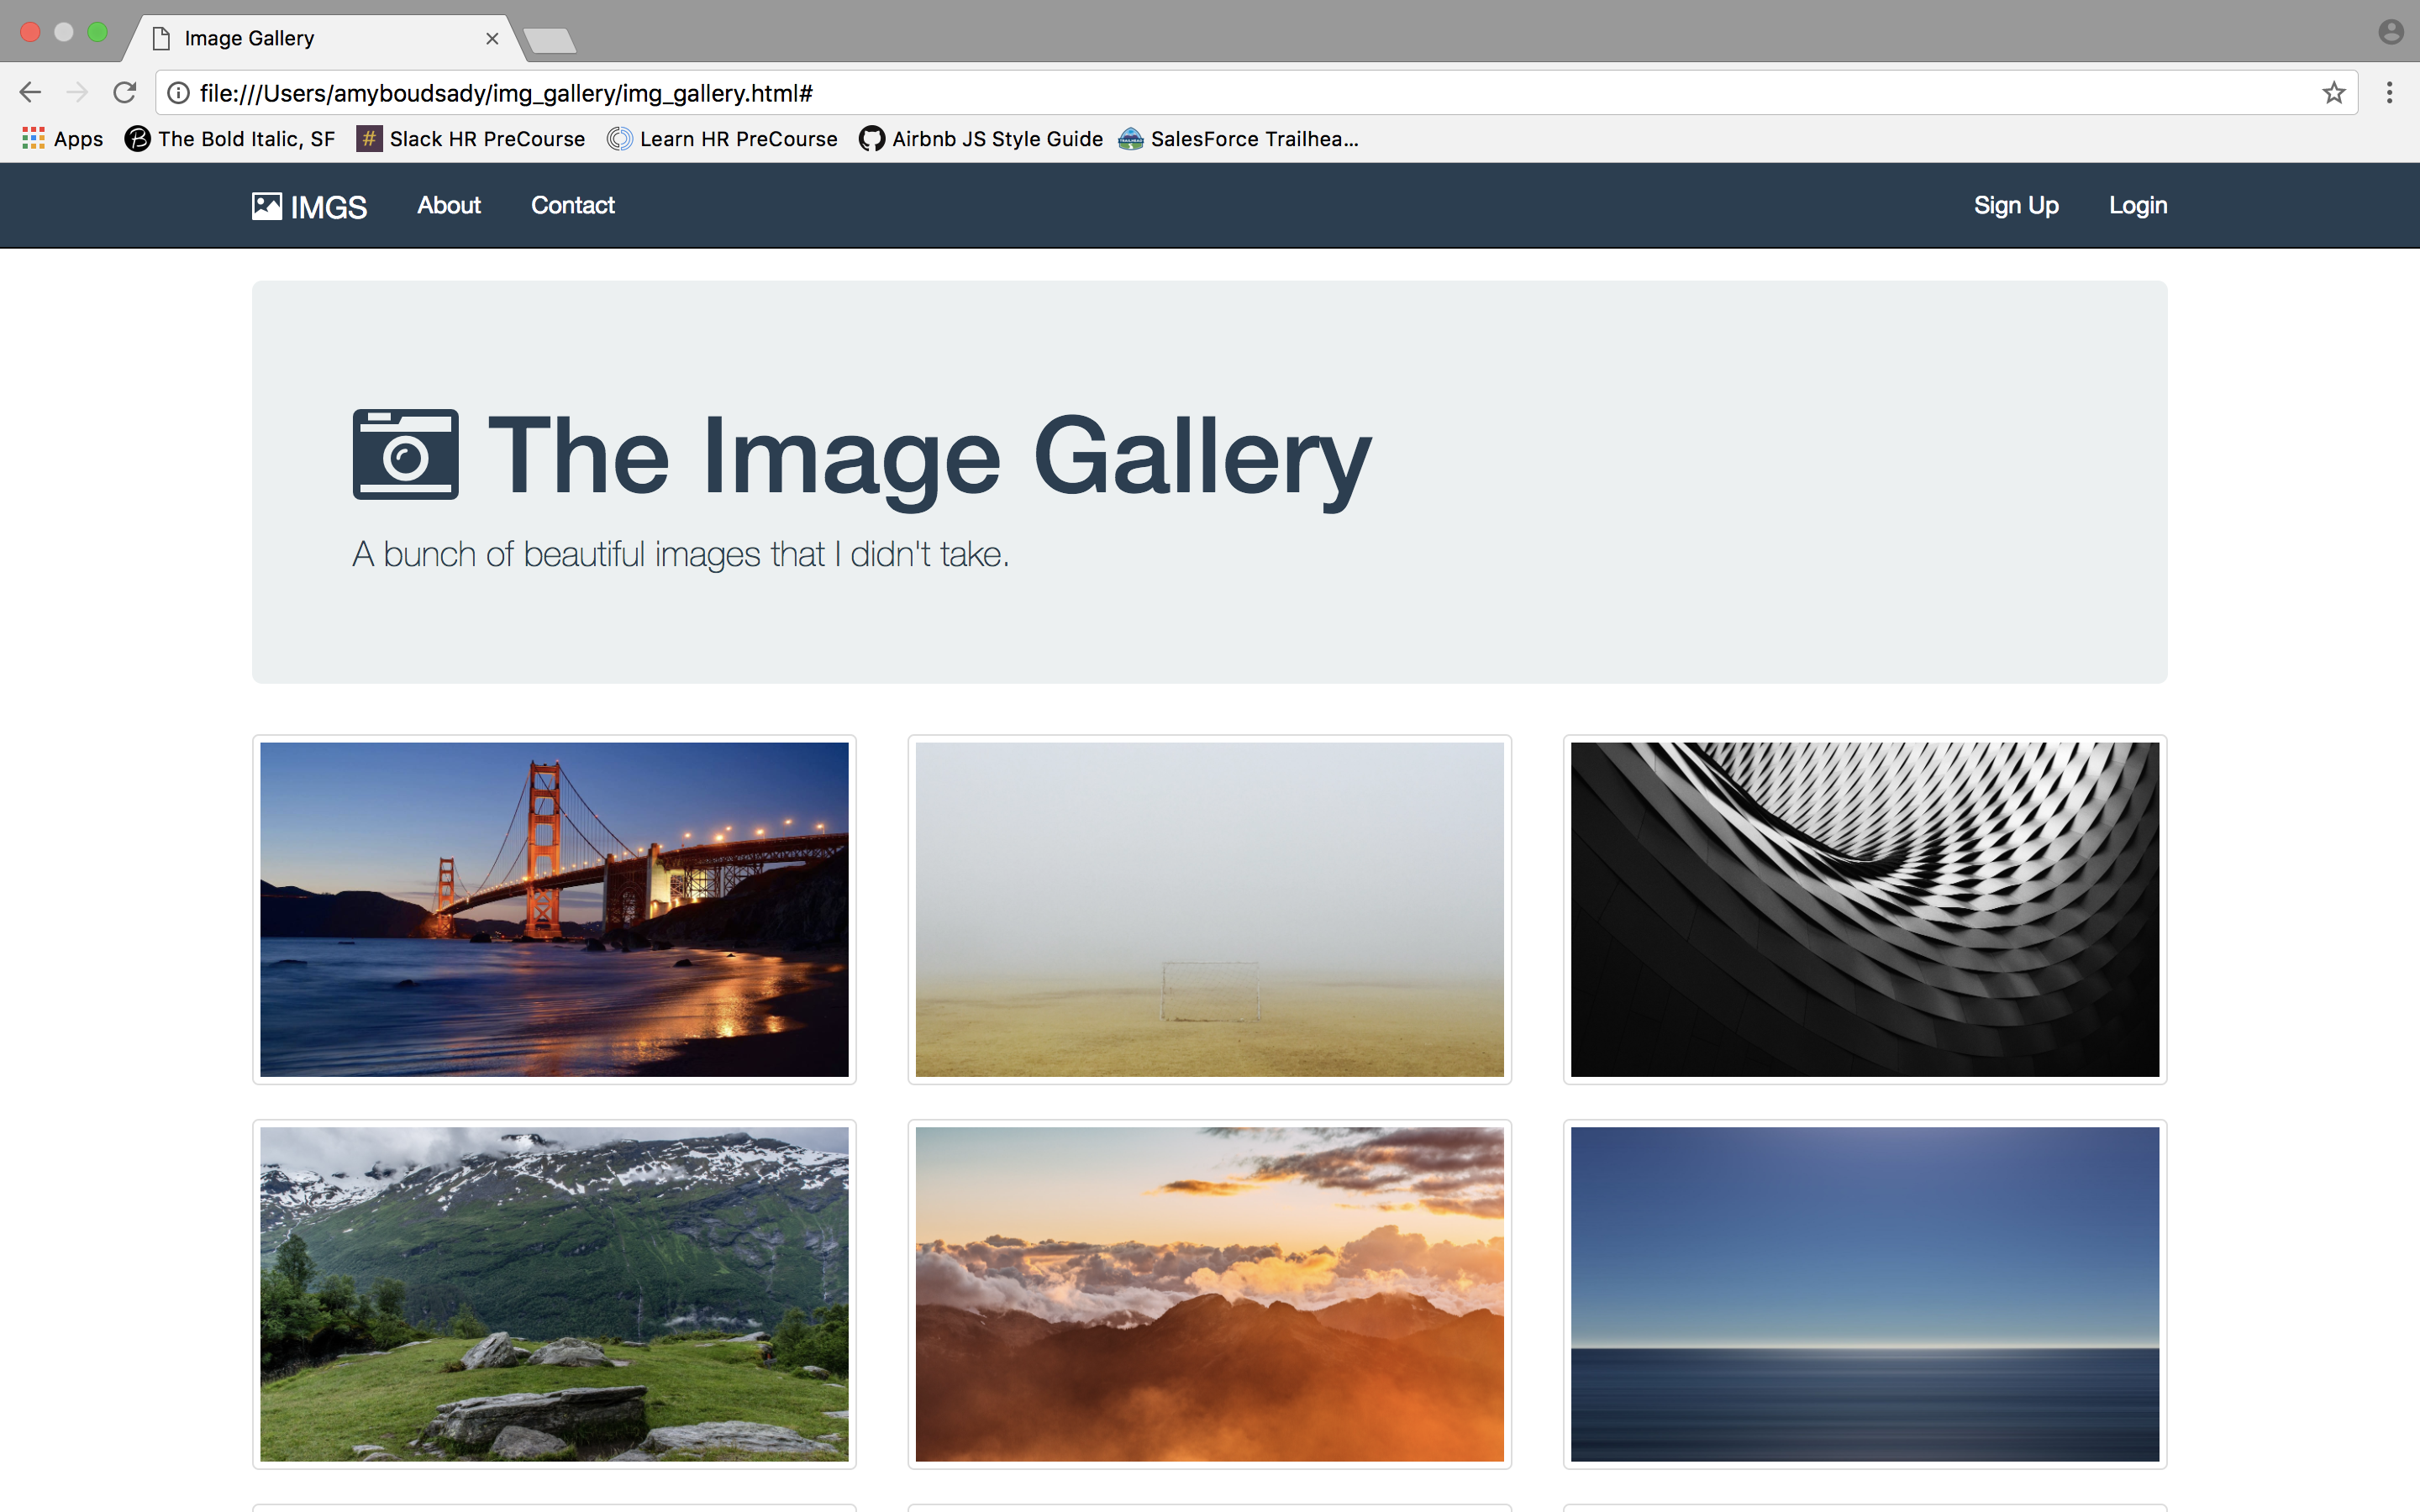 Image Gallery
file:///Users/amyboudsady/img_gallery/img_gallery.html#
Apps The Bold Italic, SF # Slack HR PreCourse Learn HR PreCourse Airbnb JS Style Guide SalesForce Trailhea...
IMGS About Contact Sign Up Login
The Image Gallery
A bunch of beautiful images that I didn't take.